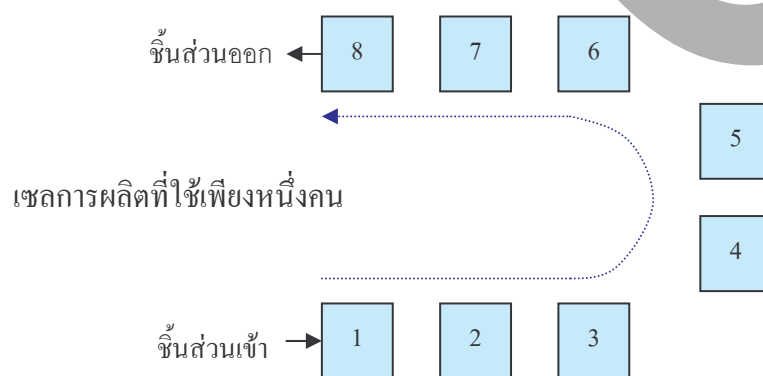 ชิ้นส่วนออก 8 7 6
5
เซลการผลิตที่ใช้เพียงหนึ่งคน
4
ชิ้นส่วนเข้า 1 2 3